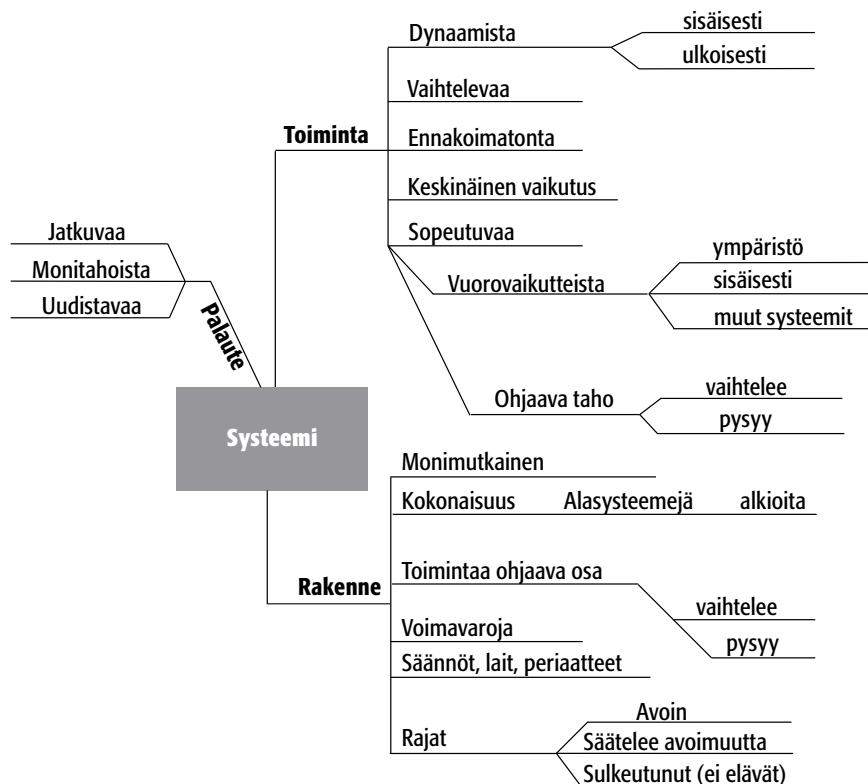 Dynaamista
sisäisesti
ulkoisesti
Vaihtelevaa
Toiminta
Ennakoimatonta
Keskinäinen vaikutus
Sopeutuvaa
Vuorovaikutteista
ympäristö
sisäisesti
muut systeemit
Ohjaava taho
vaihtelee
pysyy
Jatkuvaa
Monitahoista
Uudistavaa
Palaute
Systeemi
Rakenne
Monimutkainen
Kokonaisuus Alasysteemejä alkioita
Toimintaa ohjaava osa
vaihtelee
pysyy
Voimavaroja
Säännöt, lait, periaatteet
Rajat
Avoin
Säätelee avoimuutta
Sulkeutunut (ei elävät)